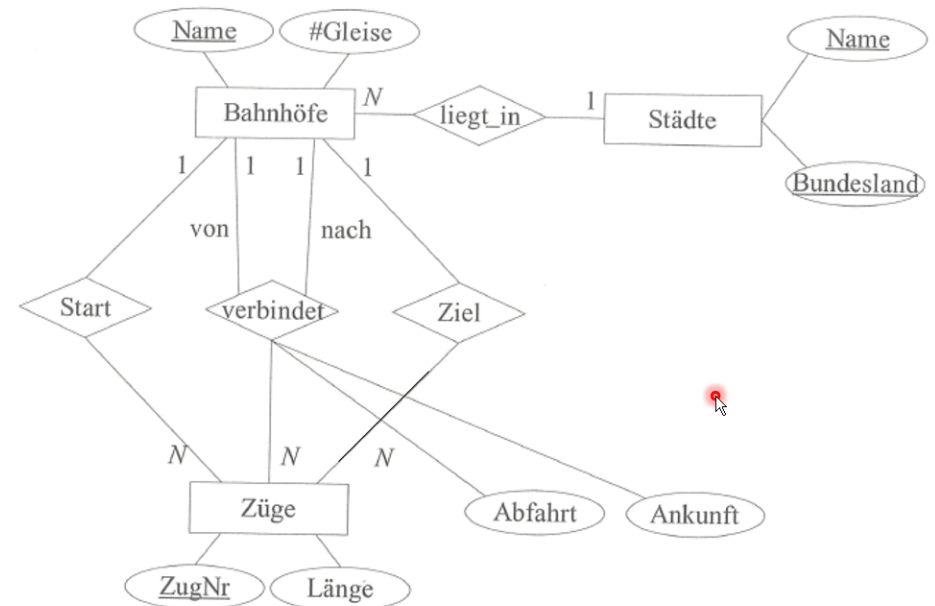 Name
#Gleise
Name
Bahnhöfe
N
liegt_in
1
Städte
Bundesland
1
1
1
1
von
nach
Start
verbindet
Ziel
N
N
N
Züge
Abfahrt
Ankunft
ZugNr
Länge